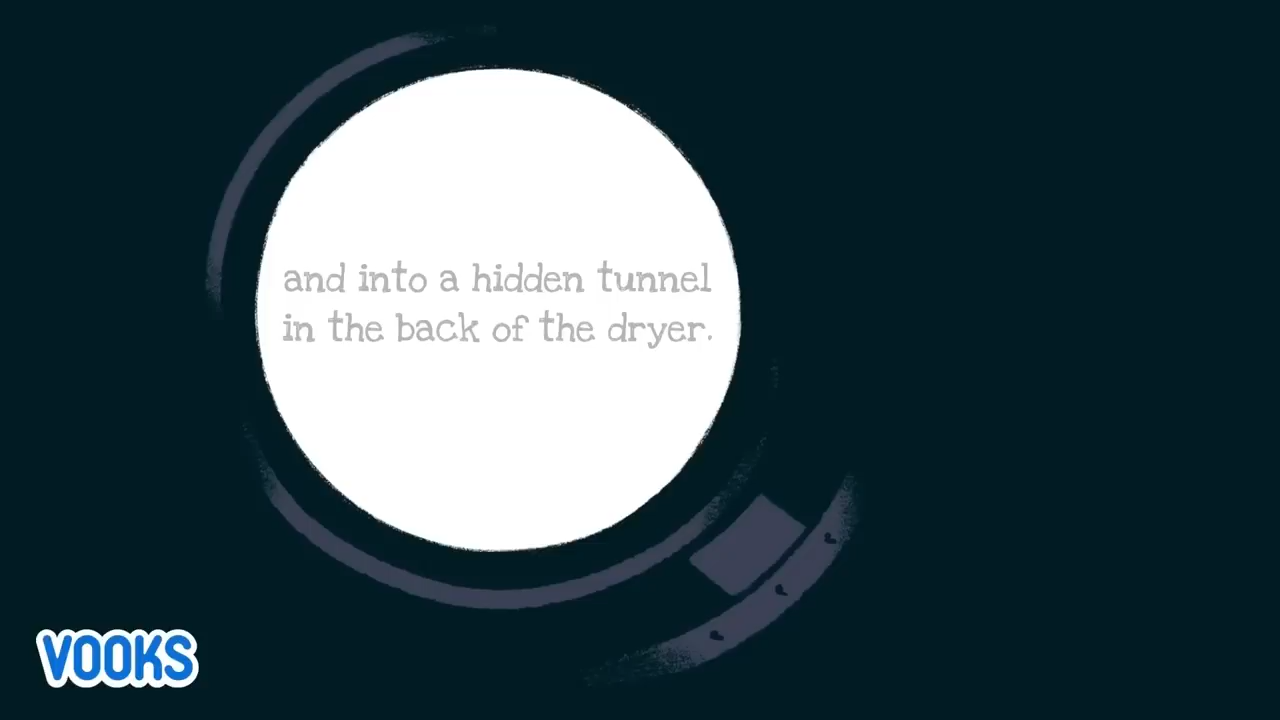 and into a hidden tunnel
in the back of the dryer.
VOOKS